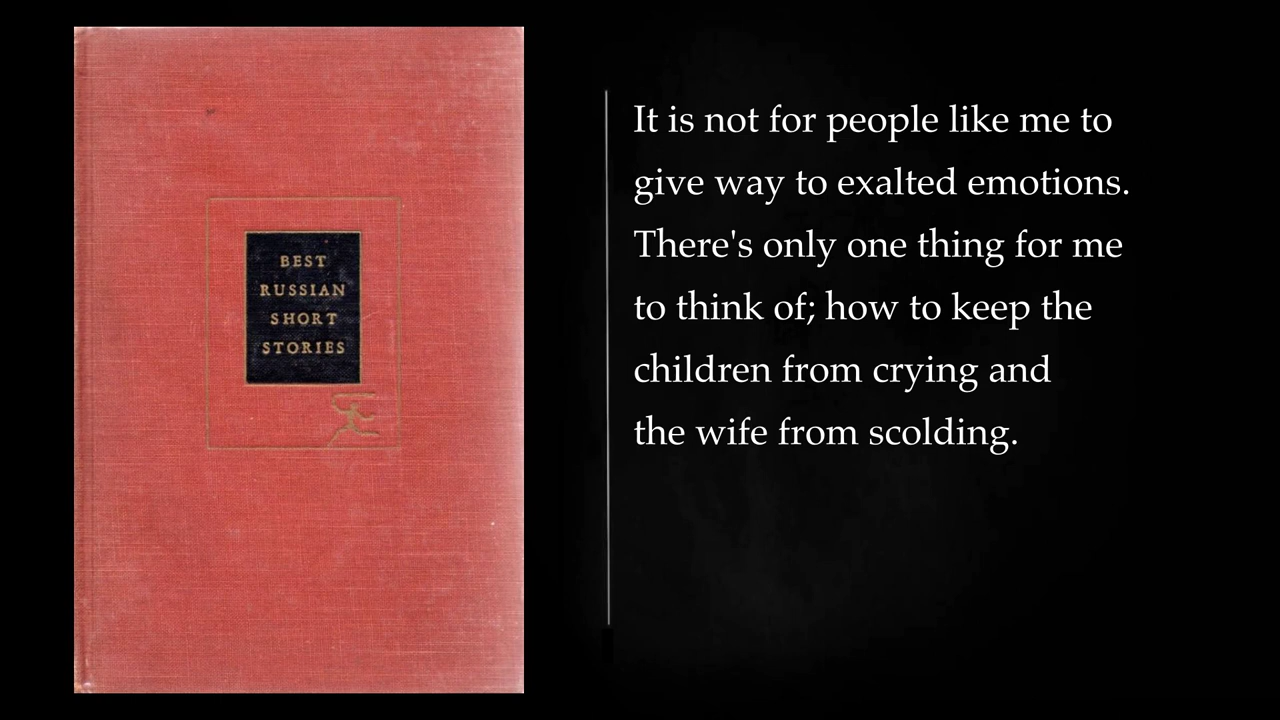 BEST
RUSSIAN
SHORT
STORIES
It is not for people like me to
give way to exalted emotions.
There's only one thing for me
to think of; how to keep the
children from crying and
the wife from scolding.